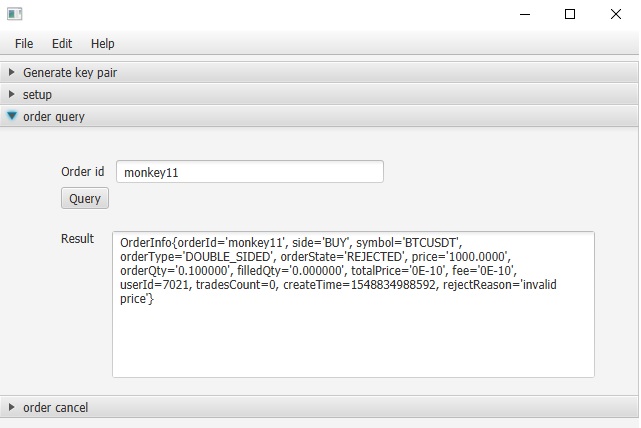 File Edit Help
Generate key pair
setup
order query
Order id monkey11
Query
Result
OrderInfo{orderId='monkey11', side='BUY', symbol='BTCUSDT',
orderType='DOUBLE_SIDED', orderState='REJECTED', price='1000.0000',
orderQty='0.100000', filledQty='0.000000', totalPrice='0E-10', fee='0E-10',
userId=7021, tradesCount=0, createTime=1548834988592, rejectReason='invalid
price'}
order cancel